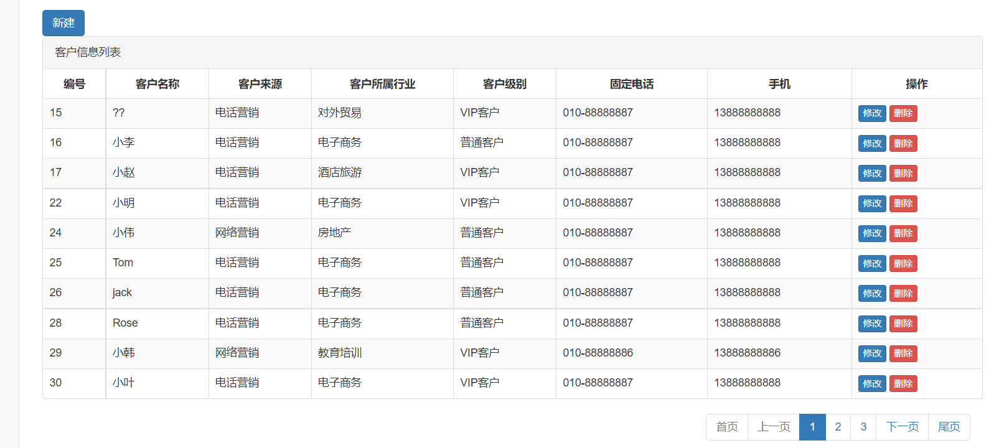 新建
客户信息列表
编号 客户名称 客户来源 客户所属行业 客户级别 固定电话 手机 操作
15 ?? 电话营销 对外贸易 VIP客户 010-88888887 13888888888 修改 删除
16 小李 电话营销 电子商务 普通客户 010-88888887 13888888888 修改 删除
17 小赵 电话营销 酒店旅游 VIP客户 010-88888887 13888888888 修改 删除
22 小明 电话营销 电子商务 VIP客户 010-88888887 13888888888 修改 删除
24 小伟 网络营销 房地产 普通客户 010-88888887 13888888888 修改 删除
25 Tom 电话营销 电子商务 普通客户 010-88888887 13888888888 修改 删除
26 jack 电话营销 电子商务 普通客户 010-88888887 13888888888 修改 删除
28 Rose 电话营销 电子商务 普通客户 010-88888887 13888888888 修改 删除
29 小韩 网络营销 教育培训 VIP客户 010-88888886 13888888886 修改 删除
30 小叶 电话营销 电子商务 VIP客户 010-88888887 13888888888 修改 删除
首页 上一页 1 2 3 下一页 尾页